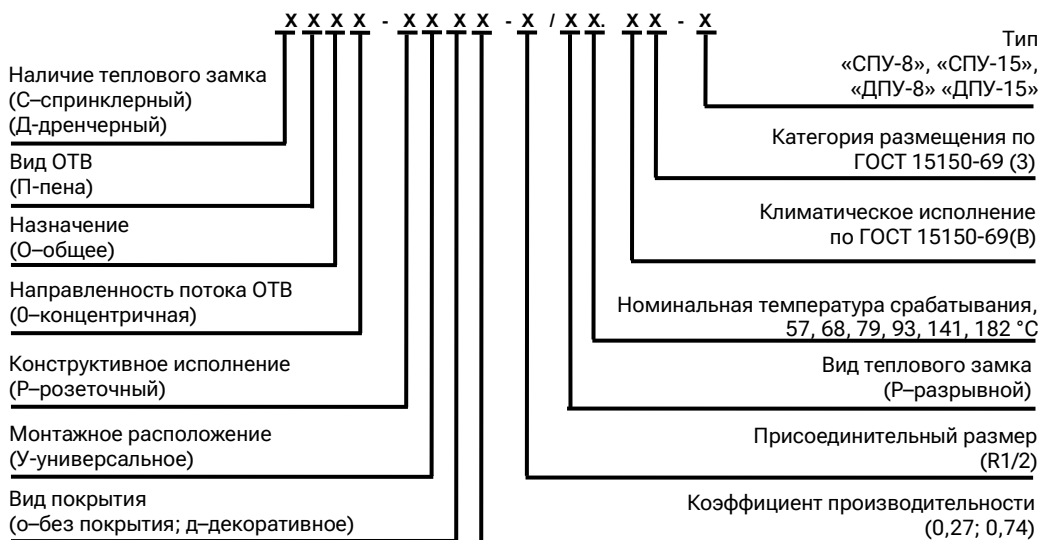 X X X X - X X X X - X / X X. X X - X
Наличие теплового замка
(С–спринклерный)
(Д-дренчерный)
Вид ОТВ
(П-пена)
Назначение
(О–общее)
Направленность потока ОТВ
(0–концентричная)
Конструктивное исполнение
(Р–розеточный)
Монтажное расположение
(У-универсальное)
Вид покрытия
(о–без покрытия; д–декоративное)
Тип
«СПУ-8», «СПУ-15»,
«ДПУ-8» «ДПУ-15»
Категория размещения по
ГОСТ 15150-69 (3)
Климатическое исполнение
по ГОСТ 15150-69(В)
Номинальная температура срабатывания,
57, 68, 79, 93, 141, 182 °С
Вид теплового замка
(Р–разрывной)
Присоединительный размер
(R1/2)
Коэффициент производительности
(0,27; 0,74)